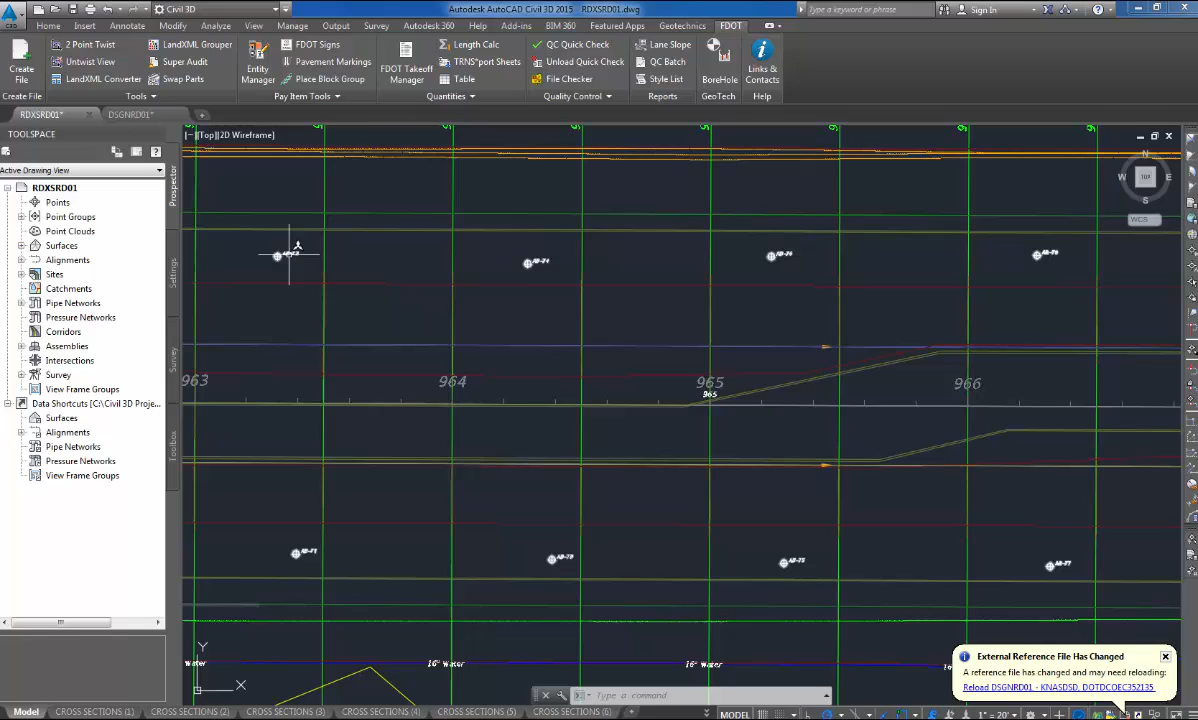 Civil 3D
Autodesk AutoCAD Civil 3D 2015 RDXSRD01.dwg
Type a keyword or phrase
Sign In
Home Insert Annotate Modify Analyze View Manage Output Survey Autodesk 360 Help Add-ins BIM 360 Featured Apps Geotechnics FDOT
Create File
2 Point Twist
Untwist View
LandXML Converter
LandXML Grouper
Super Audit
Swap Parts
Entity Manager
FDOT Signs
Pavement Markings
Place Block Group
FDOT Takeoff Manager
Length Calc
TRNS*port Sheets
Table
QC Quick Check
Unload Quick Check
File Checker
Lane Slope
QC Batch
Style List
BoreHole
Links & Contacts
Create File Tools Pay Item Tools Quantities Quality Control Reports GeoTech Help
RDXSRD01* DSGNRD01*
TOOLSPACE
Active Drawing View
RDXSRD01
Points
Point Groups
Point Clouds
Surfaces
Alignments
Sites
Catchments
Pipe Networks
Pressure Networks
Corridors
Assemblies
Intersections
Survey
View Frame Groups
Data Shortcuts [C:\Civil 3D Proje...
Surfaces
Alignments
Pipe Networks
Pressure Networks
View Frame Groups
Prospector
Settings
Survey
Toolbox
[−][Top][2D Wireframe]
N
W TOP E
S
WCS
963 964 965 966
965
Water 16" Water 16" Water
Y
X
Type a command
External Reference File Has Changed
A reference file has changed and may need reloading:
Reload DSGNRD01 - KNASDSD, DOTDCOEC352135
Model CROSS SECTIONS (1) CROSS SECTIONS (2) CROSS SECTIONS (3) CROSS SECTIONS (4) CROSS SECTIONS (5) CROSS SECTIONS (6)
MODEL
1" = 20'